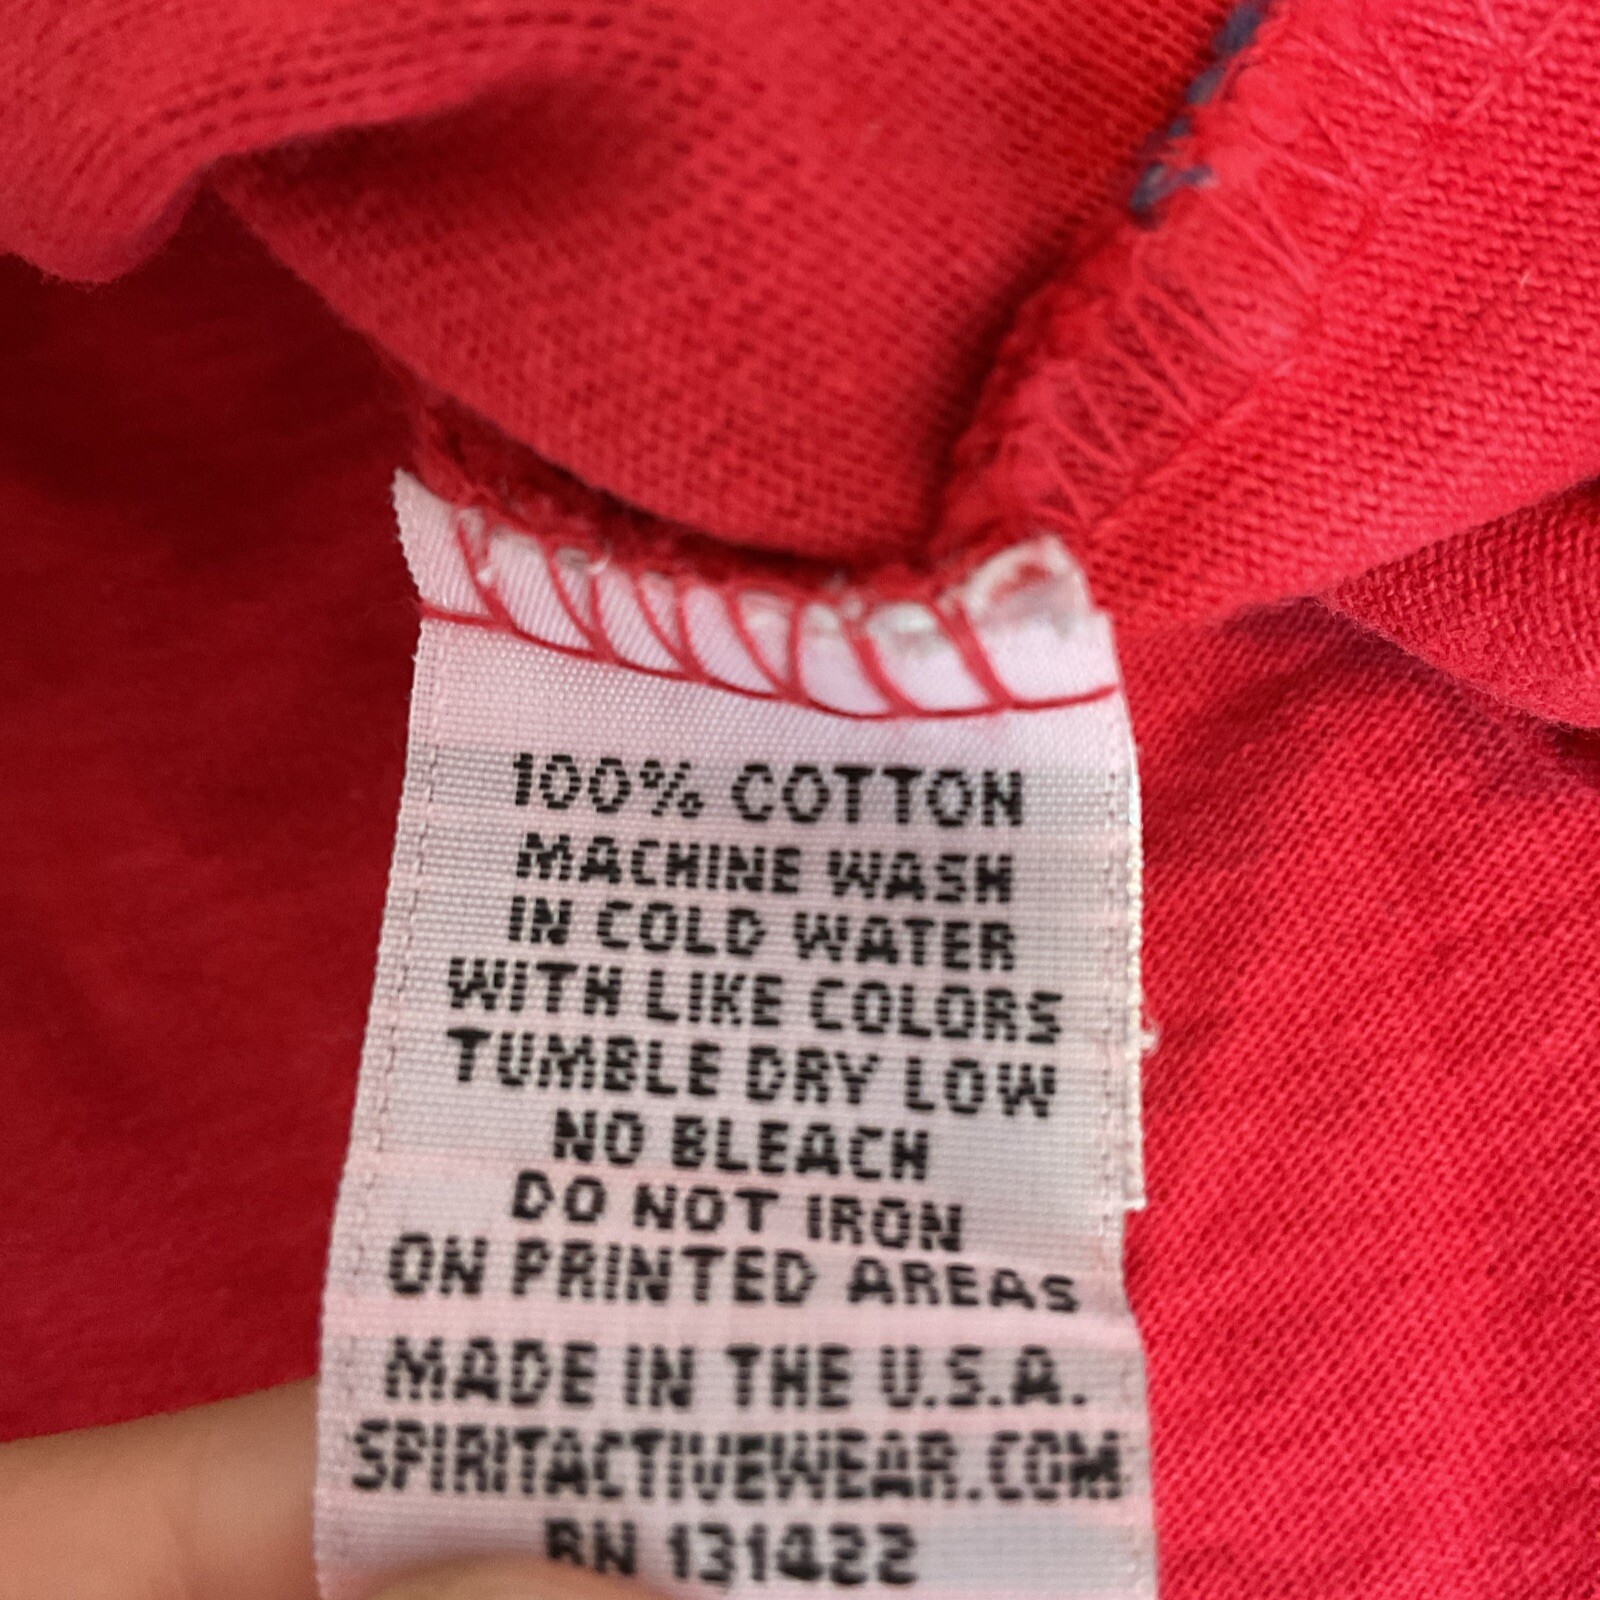 100% COTTON
MACHINE WASH
IN COLD WATER
WITH LIKE COLORS
TUMBLE DRY LOW
NO BLEACH
DO NOT IRON
ON PRINTED AREAS
MADE IN THE U.S.A.
SPIRITACTIVEWEAR.COM
RN 131422